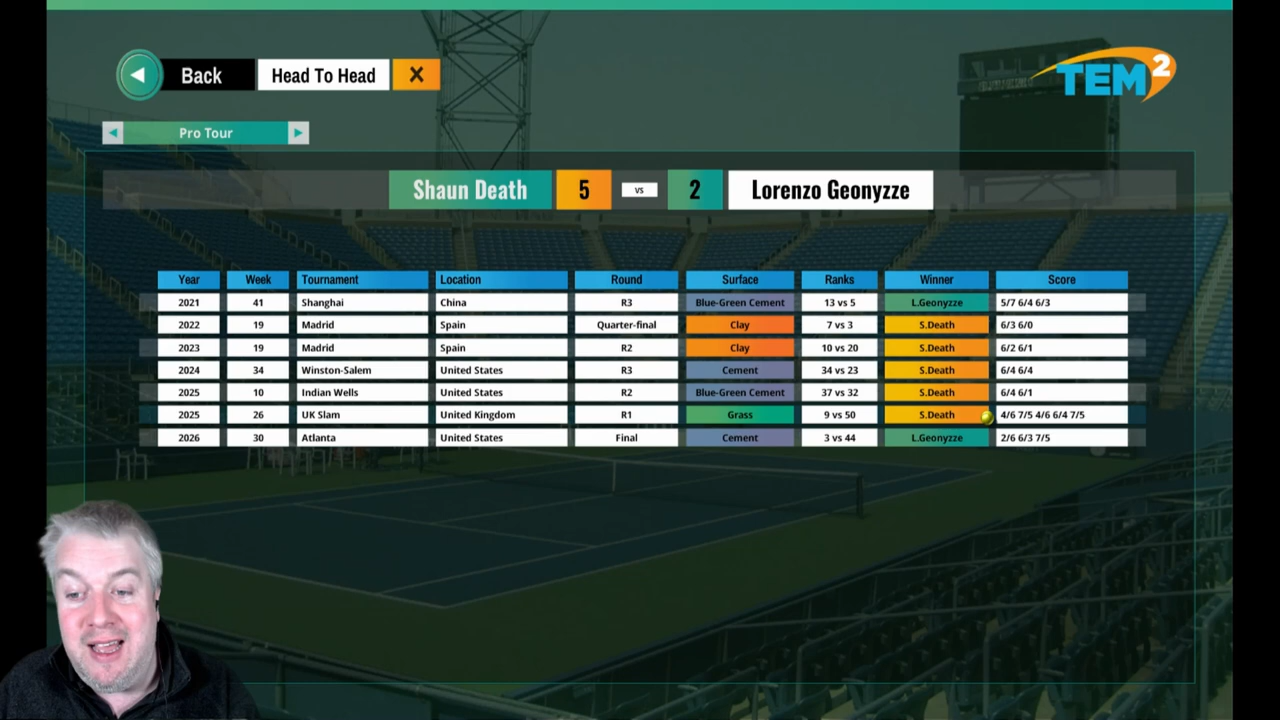 Back Head To Head X
TEM2
Pro Tour
Shaun Death 5 vs 2 Lorenzo Geonyzze
Year Week Tournament Location Round Surface Ranks Winner Score
2021 41 Shanghai China R3 Blue-Green Cement 13 vs 5 L.Geonyzze 5/7 6/4 6/3
2022 19 Madrid Spain Quarter-final Clay 7 vs 3 S.Death 6/3 6/0
2023 19 Madrid Spain R2 Clay 10 vs 20 S.Death 6/2 6/1
2024 34 Winston-Salem United States R3 Cement 34 vs 23 S.Death 6/4 6/4
2025 10 Indian Wells United States R2 Blue-Green Cement 37 vs 32 S.Death 6/4 6/1
2025 26 UK Slam United Kingdom R1 Grass 9 vs 50 S.Death 4/6 7/5 4/6 6/4 7/5
2026 30 Atlanta United States Final Cement 3 vs 44 L.Geonyzze 2/6 6/3 7/5